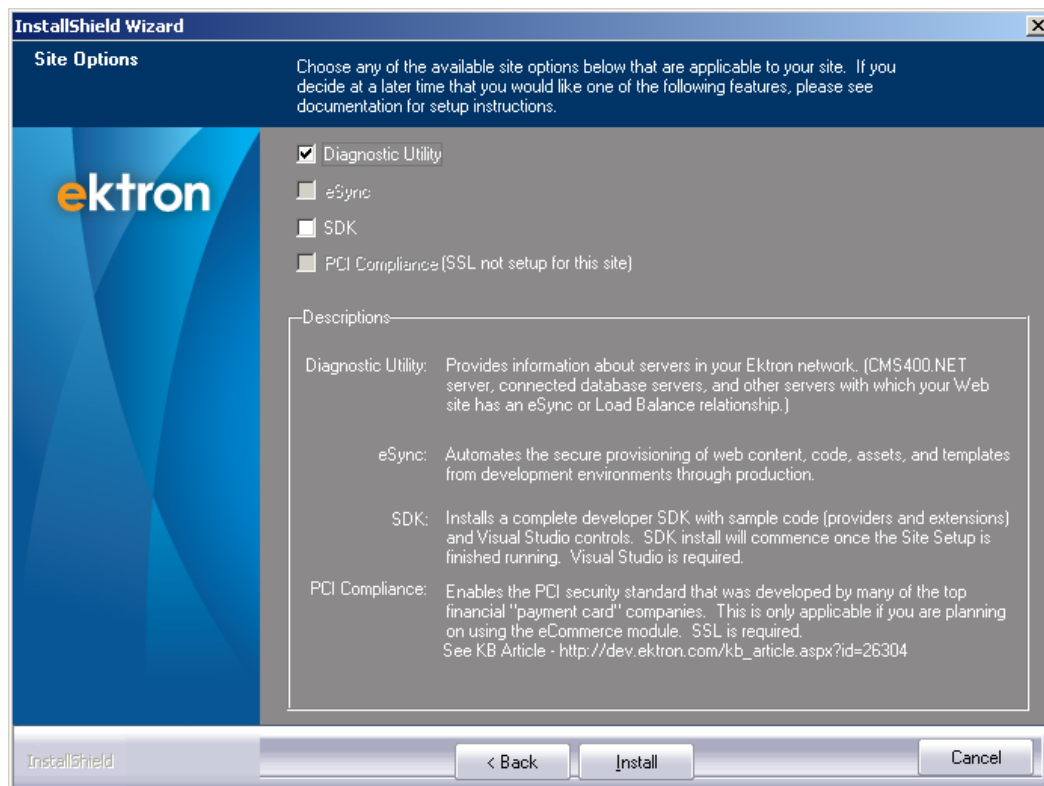 InstallShield Wizard
Site Options
Choose any of the available site options below that are applicable to your site. If you
decide at a later time that you would like one of the following features, please see
documentation for setup instructions.
ektron
Diagnostic Utility
eSync
SDK
PCI Compliance (SSL not setup for this site)
Descriptions
Diagnostic Utility: Provides information about servers in your Ektron network. (CMS400.NET
server, connected database servers, and other servers with which your Web
site has an eSync or Load Balance relationship.)
eSync: Automates the secure provisioning of web content, code, assets, and templates
from development environments through production.
SDK: Installs a complete developer SDK with sample code (providers and extensions)
and Visual Studio controls. SDK install will commence once the Site Setup is
finished running. Visual Studio is required.
PCI Compliance: Enables the PCI security standard that was developed by many of the top
financial "payment card" companies. This is only applicable if you are planning
on using the eCommerce module. SSL is required.
See KB Article - http://dev.ektron.com/kb_article.aspx?id=26304
InstallShield
< Back
Install
Cancel